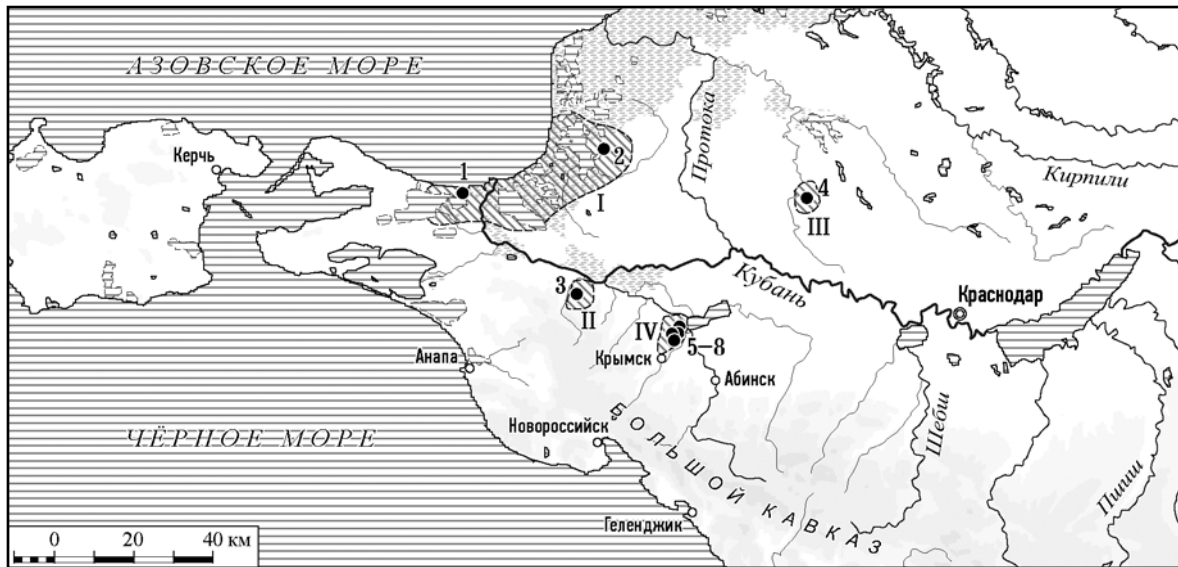 АЗОВСКОЕ МОРЕ
Керчь
1
2
I
Протока
4
III
Кирпили
3
II
Кубань
Краснодар
IV
5–8
Крымск
Анапа
Абинск
ЧЁРНОЕ МОРЕ
Новороссийск
БОЛЬШОЙ КАВКАЗ
Шебш
Пшиш
Геленджик
0 20 40 км